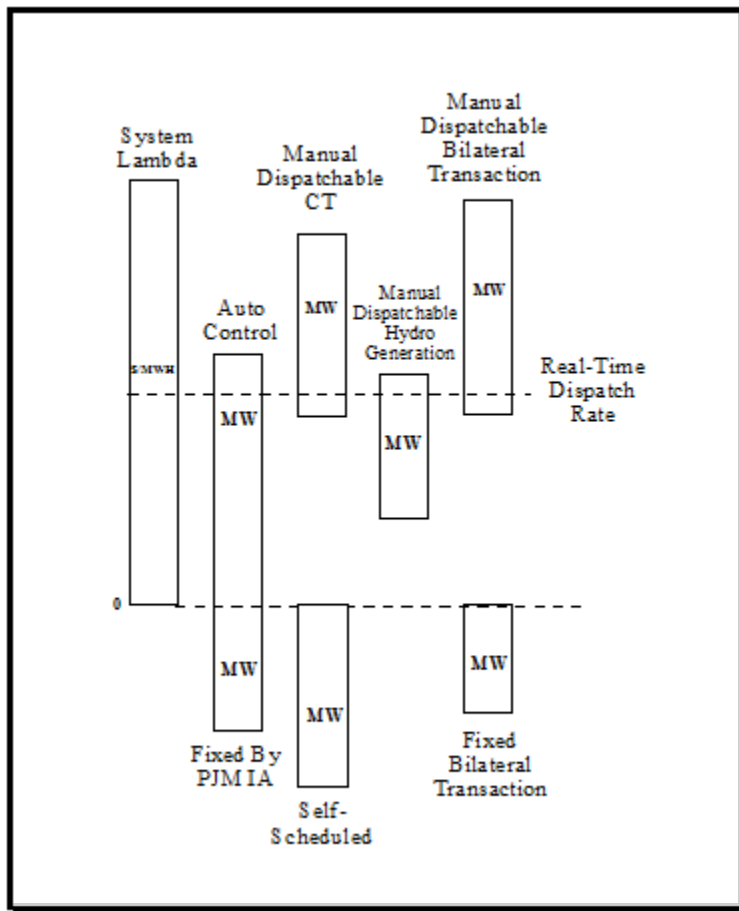 System
Lambda
Manual
Dispatchable
CT
Manual
Dispatchable
Bilateral
Transaction
Auto
Control
Manual
Dispatchable
Hydro
Generation
MW
MW
$/MWH
Real-Time
Dispatch
Rate
MW
MW
0
MW
MW
MW
Fixed By
PJM IA
Self-
Scheduled
Fixed
Bilateral
Transaction